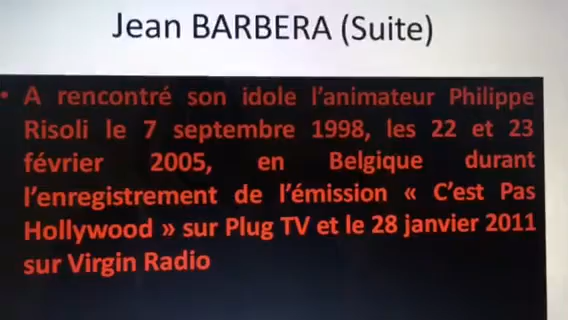 Jean BARBERA (Suite)
• A rencontré son idole l'animateur Philippe
Risoli le 7 septembre 1998, les 22 et 23
février 2005, en Belgique durant
l'enregistrement de l'émission « C'est Pas
Hollywood » sur Plug TV et le 28 janvier 2011
sur Virgin Radio